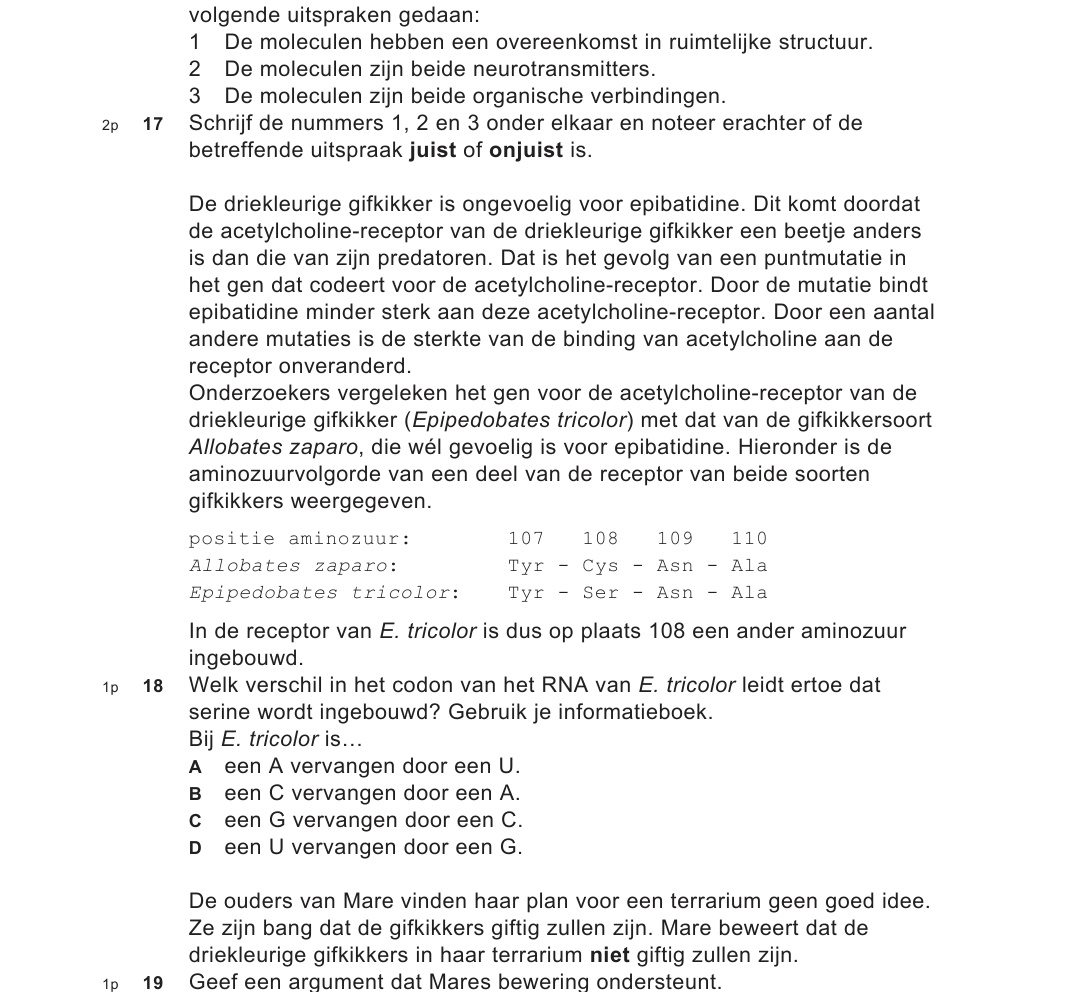 volgende uitspraken gedaan:
1 De moleculen hebben een overeenkomst in ruimtelijke structuur.
2 De moleculen zijn beide neurotransmitters.
3 De moleculen zijn beide organische verbindingen.
2p 17 Schrijf de nummers 1, 2 en 3 onder elkaar en noteer erachter of de
betreffende uitspraak juist of onjuist is.
De driekleurige gifkikker is ongevoelig voor epibatidine. Dit komt doordat
de acetylcholine-receptor van de driekleurige gifkikker een beetje anders
is dan die van zijn predatoren. Dat is het gevolg van een puntmutatie in
het gen dat codeert voor de acetylcholine-receptor. Door de mutatie bindt
epibatidine minder sterk aan deze acetylcholine-receptor. Door een aantal
andere mutaties is de sterkte van de binding van acetylcholine aan de
receptor onveranderd.
Onderzoekers vergeleken het gen voor de acetylcholine-receptor van de
driekleurige gifkikker (Epipedobates tricolor) met dat van de gifkikkersoort
Allobates zaparo, die wél gevoelig is voor epibatidine. Hieronder is de
aminozuurvolgorde van een deel van de receptor van beide soorten
gifkikkers weergegeven.
positie aminozuur: 107 108 109 110
Allobates zaparo: Tyr - Cys - Asn - Ala
Epipedobates tricolor: Tyr - Ser - Asn - Ala
In de receptor van E. tricolor is dus op plaats 108 een ander aminozuur
ingebouwd.
1p 18 Welk verschil in het codon van het RNA van E. tricolor leidt ertoe dat
serine wordt ingebouwd? Gebruik je informatieboek.
Bij E. tricolor is…
A een A vervangen door een U.
B een C vervangen door een A.
C een G vervangen door een C.
D een U vervangen door een G.
De ouders van Mare vinden haar plan voor een terrarium geen goed idee.
Ze zijn bang dat de gifkikkers giftig zullen zijn. Mare beweert dat de
driekleurige gifkikkers in haar terrarium niet giftig zullen zijn.
1p 19 Geef een argument dat Mares bewering ondersteunt.